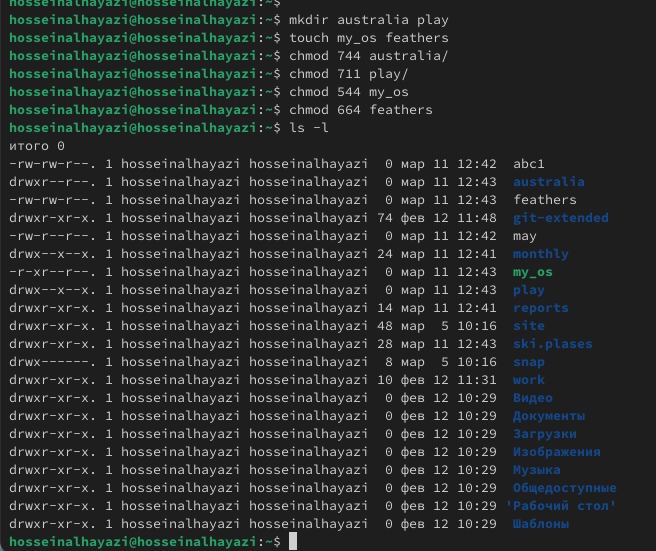 hosseinalhayazi@hosseinalhayazi:~$
hosseinalhayazi@hosseinalhayazi:~$ mkdir australia play
hosseinalhayazi@hosseinalhayazi:~$ touch my_os feathers
hosseinalhayazi@hosseinalhayazi:~$ chmod 744 australia/
hosseinalhayazi@hosseinalhayazi:~$ chmod 711 play/
hosseinalhayazi@hosseinalhayazi:~$ chmod 544 my_os
hosseinalhayazi@hosseinalhayazi:~$ chmod 664 feathers
hosseinalhayazi@hosseinalhayazi:~$ ls -l
итого 0
-rw-rw-r--. 1 hosseinalhayazi hosseinalhayazi  0 мар 11 12:42  abc1
drwxr--r--. 1 hosseinalhayazi hosseinalhayazi  0 мар 11 12:43  australia
-rw-rw-r--. 1 hosseinalhayazi hosseinalhayazi  0 мар 11 12:43  feathers
drwxr-xr-x. 1 hosseinalhayazi hosseinalhayazi 74 фев 12 11:48  git-extended
-rw-r--r--. 1 hosseinalhayazi hosseinalhayazi  0 мар 11 12:42  may
drwx--x--x. 1 hosseinalhayazi hosseinalhayazi 24 мар 11 12:41  monthly
-r-xr--r--. 1 hosseinalhayazi hosseinalhayazi  0 мар 11 12:43  my_os
drwx--x--x. 1 hosseinalhayazi hosseinalhayazi  0 мар 11 12:43  play
drwxr-xr-x. 1 hosseinalhayazi hosseinalhayazi 14 мар 11 12:41  reports
drwxr-xr-x. 1 hosseinalhayazi hosseinalhayazi 48 мар  5 10:16  site
drwxr-xr-x. 1 hosseinalhayazi hosseinalhayazi 28 мар 11 12:43  ski.plases
drwx------. 1 hosseinalhayazi hosseinalhayazi  8 мар  5 10:16  snap
drwxr-xr-x. 1 hosseinalhayazi hosseinalhayazi 10 фев 12 11:31  work
drwxr-xr-x. 1 hosseinalhayazi hosseinalhayazi  0 фев 12 10:29  Видео
drwxr-xr-x. 1 hosseinalhayazi hosseinalhayazi  0 фев 12 10:29  Документы
drwxr-xr-x. 1 hosseinalhayazi hosseinalhayazi  0 фев 12 10:29  Загрузки
drwxr-xr-x. 1 hosseinalhayazi hosseinalhayazi  0 фев 12 10:29  Изображения
drwxr-xr-x. 1 hosseinalhayazi hosseinalhayazi  0 фев 12 10:29  Музыка
drwxr-xr-x. 1 hosseinalhayazi hosseinalhayazi  0 фев 12 10:29  Общедоступные
drwxr-xr-x. 1 hosseinalhayazi hosseinalhayazi  0 фев 12 10:29 'Рабочий стол'
drwxr-xr-x. 1 hosseinalhayazi hosseinalhayazi  0 фев 12 10:29  Шаблоны
hosseinalhayazi@hosseinalhayazi:~$